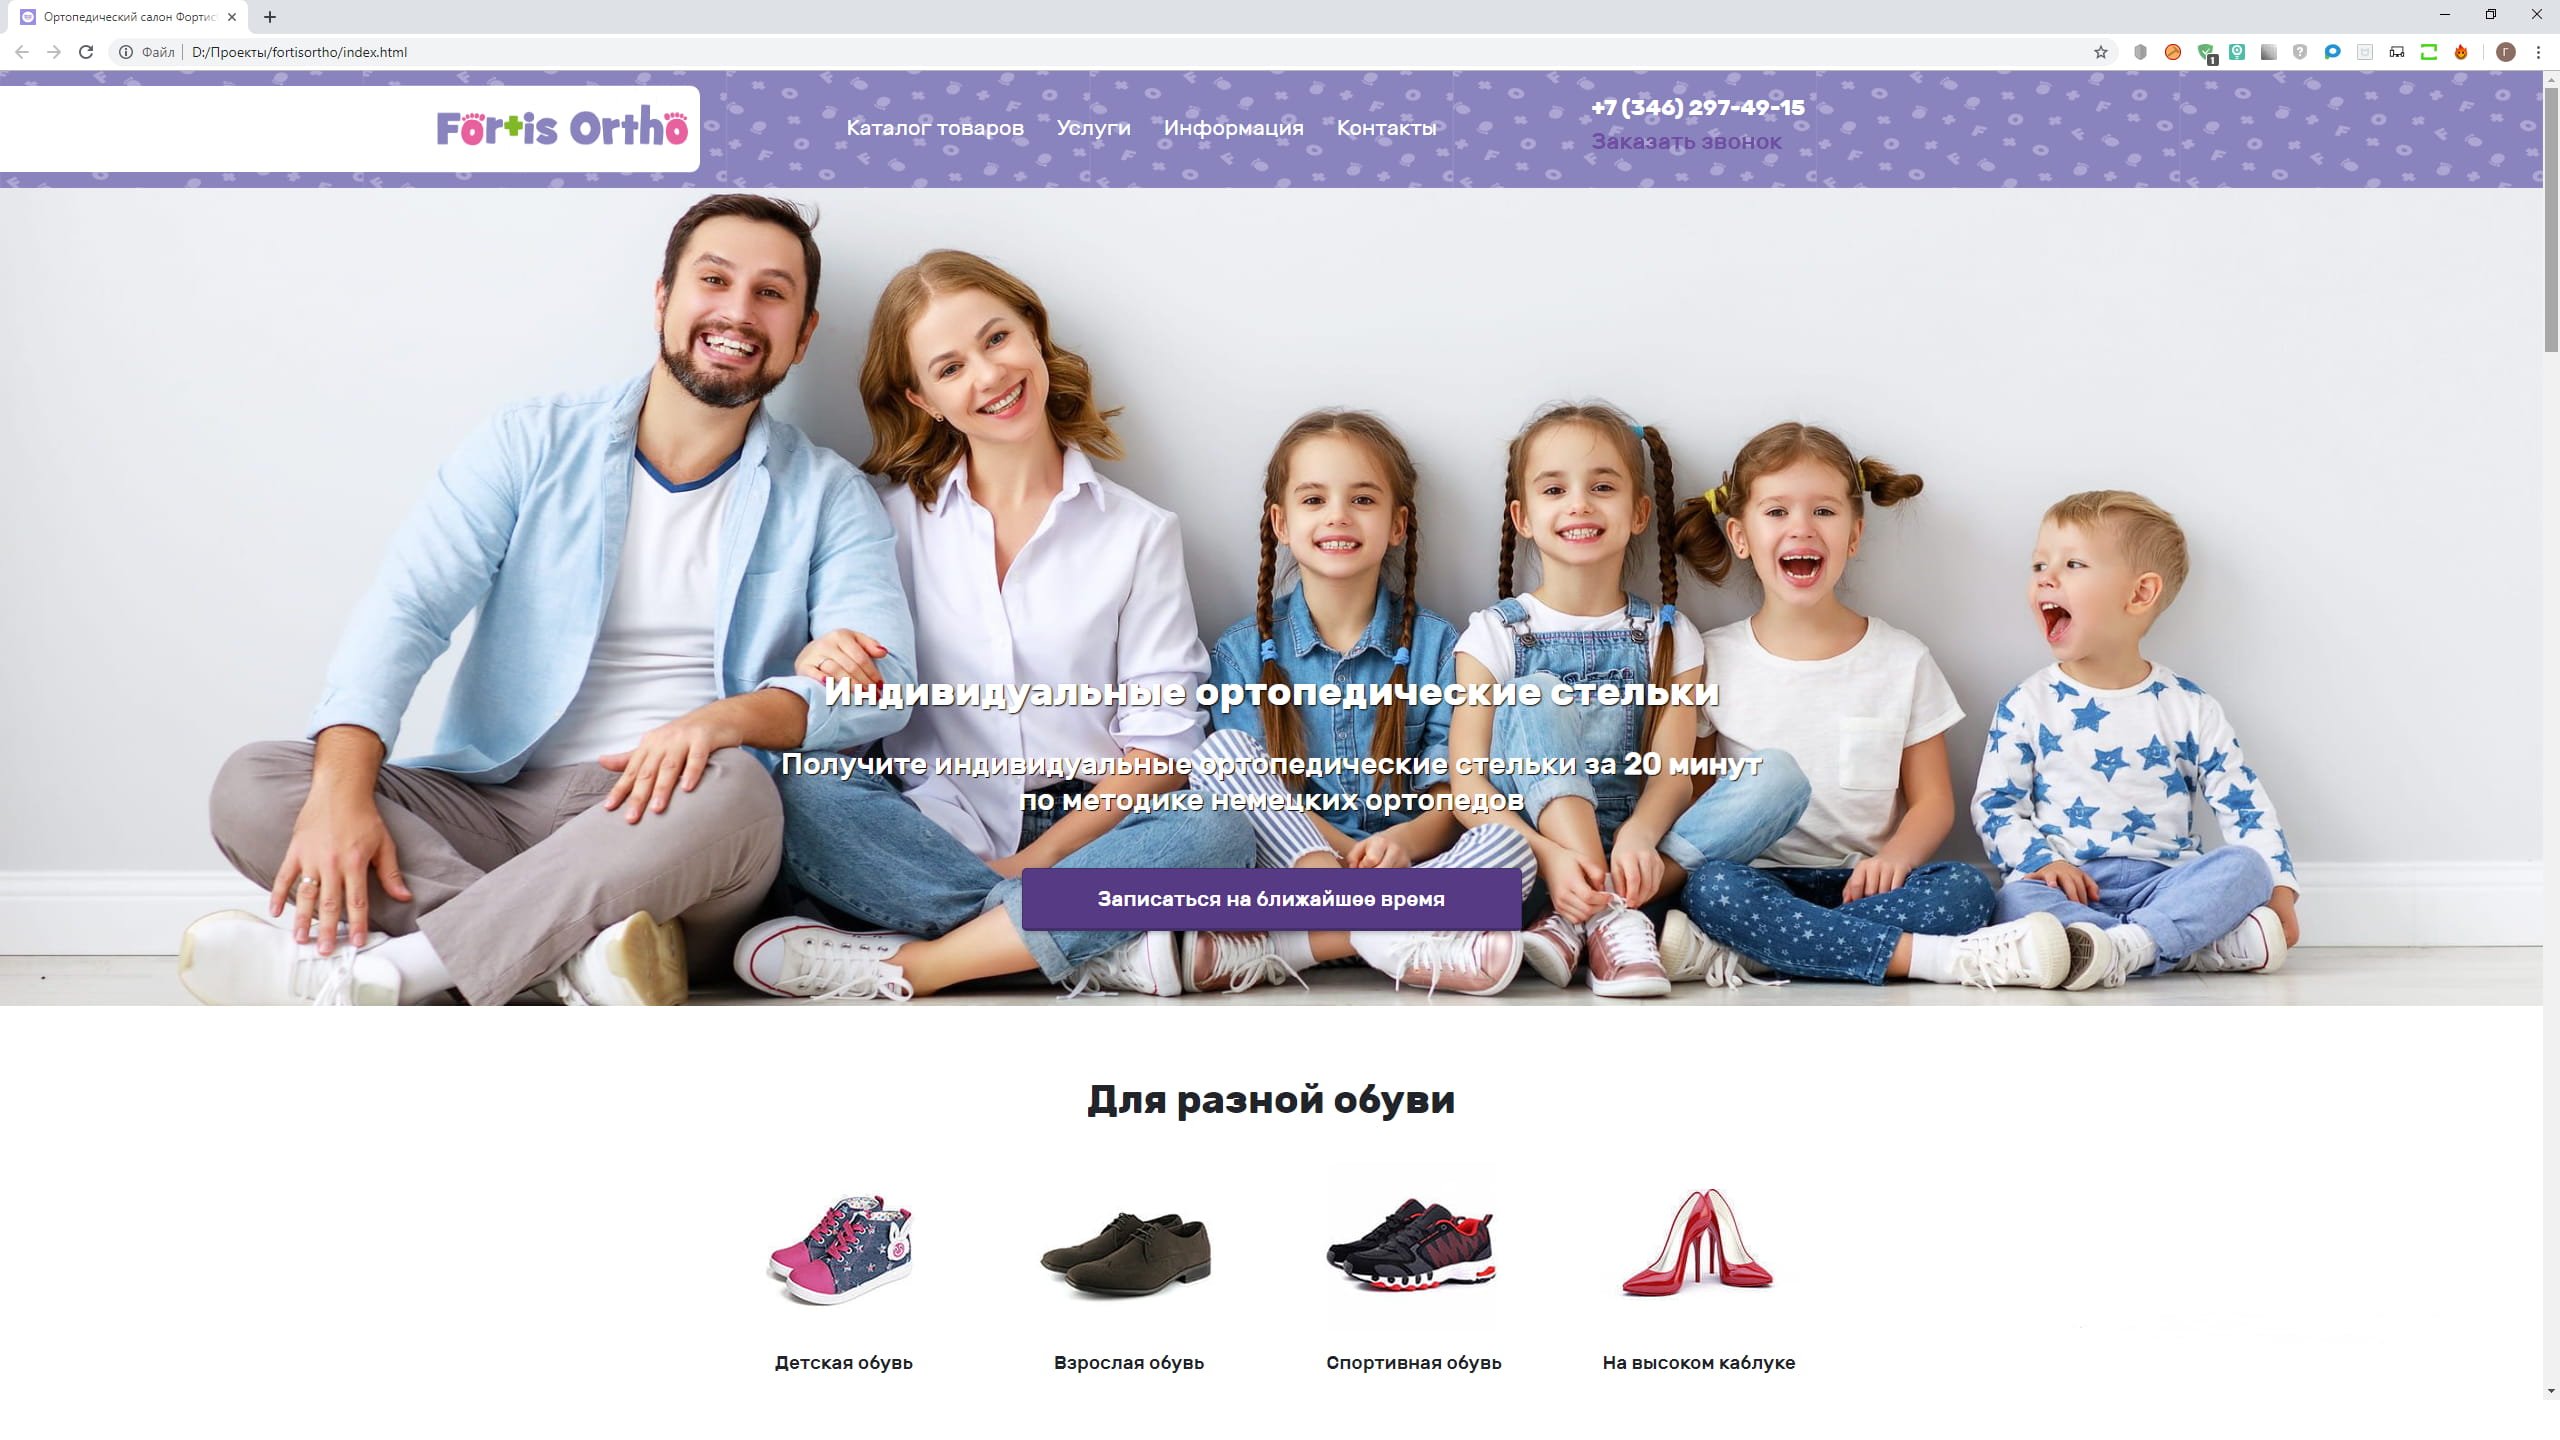 Ортопедический салон Фортис
Файл
D:/Проекты/fortisortho/index.html
1
Г
Fortis Ortho
Каталог товаров
Услуги
Информация
Контакты
+7 (346) 297-49-15
Заказать звонок
Индивидуальные ортопедические стельки
Получите индивидуальные ортопедические стельки за 20 минут
по методике немецких ортопедов
Записаться на ближайшее время
Для разной обуви
Детская обувь
Взрослая обувь
Спортивная обувь
На высоком каблуке